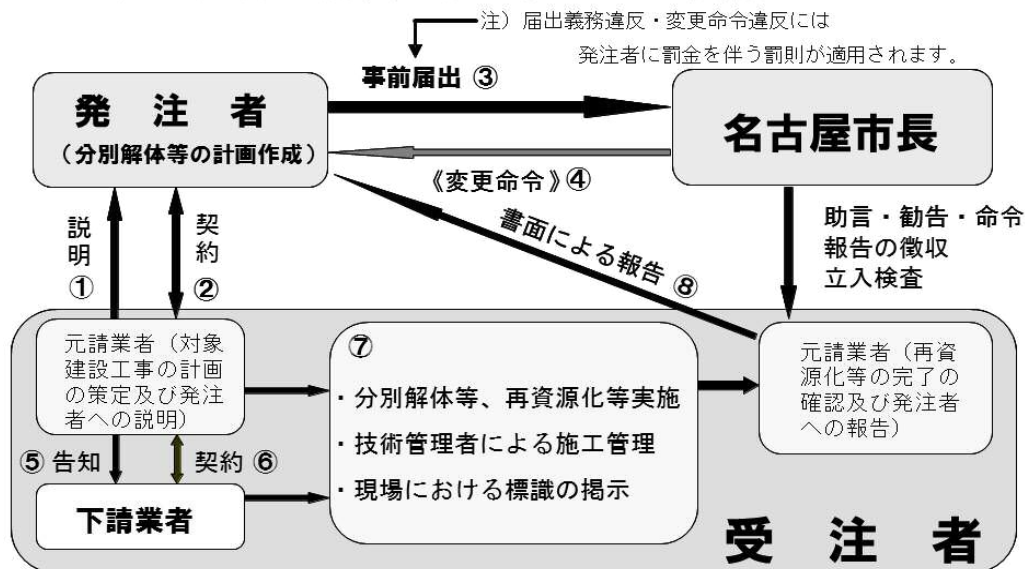 注）届出義務違反・変更命令違反には
発注者に罰金を伴う罰則が適用されます。
事前届出 ③
発 注 者
（分別解体等の計画作成）
名古屋市長
《変更命令》④
説明①
契約②
書面による報告 ⑧
助言・勧告・命令
報告の徴収
立入検査
元請業者（対象
建設工事の計画
の策定及び発注
者への説明）
⑦
・分別解体等、再資源化等実施
・技術管理者による施工管理
・現場における標識の掲示
元請業者（再資
源化等の完了の
確認及び発注者
への報告）
⑤ 告知
契約 ⑥
下請業者
受 注 者